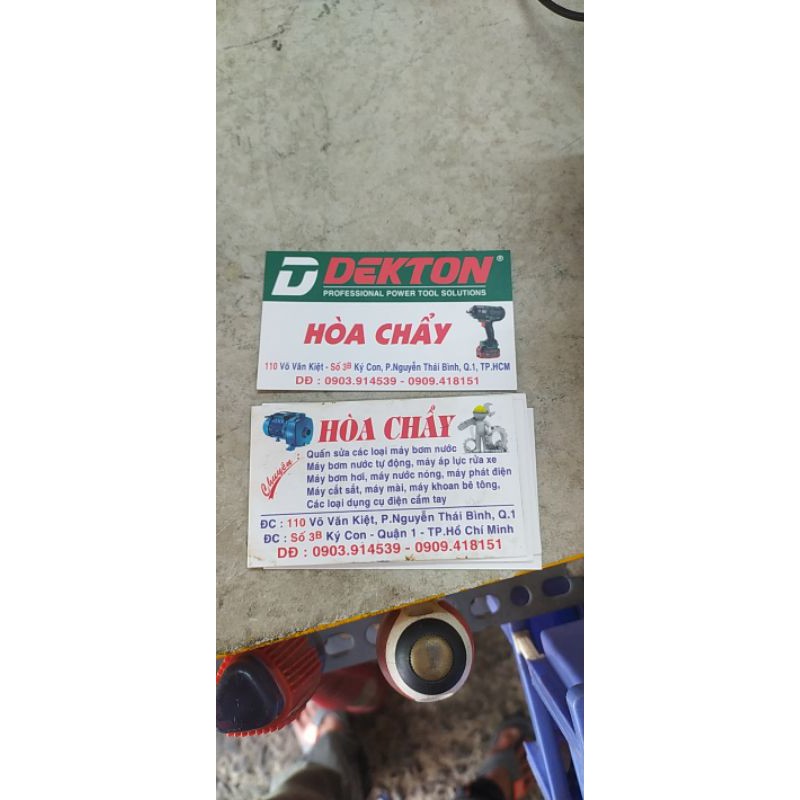 DEKTON®
PROFESSIONAL POWER TOOL SOLUTIONS
HÒA CHẨY
110 Võ Văn Kiệt - Số 3B Ký Con, P.Nguyễn Thái Bình, Q.1, TP.HCM
DĐ : 0903.914539 - 0909.418151
HÒA CHẨY
Chuyên :
Quấn sửa các loại máy bơm nước
Máy bơm nước tự động, máy áp lực rửa xe
Máy bơm hơi, máy nước nóng, máy phát điện
Máy cắt sắt, máy mài, máy khoan bê tông,
Các loại dụng cụ điện cầm tay
ĐC : 110 Võ Văn Kiệt, P.Nguyễn Thái Bình, Q.1
ĐC : Số 3B Ký Con - Quận 1 - TP.Hồ Chí Minh
DĐ : 0903.914539 - 0909.418151